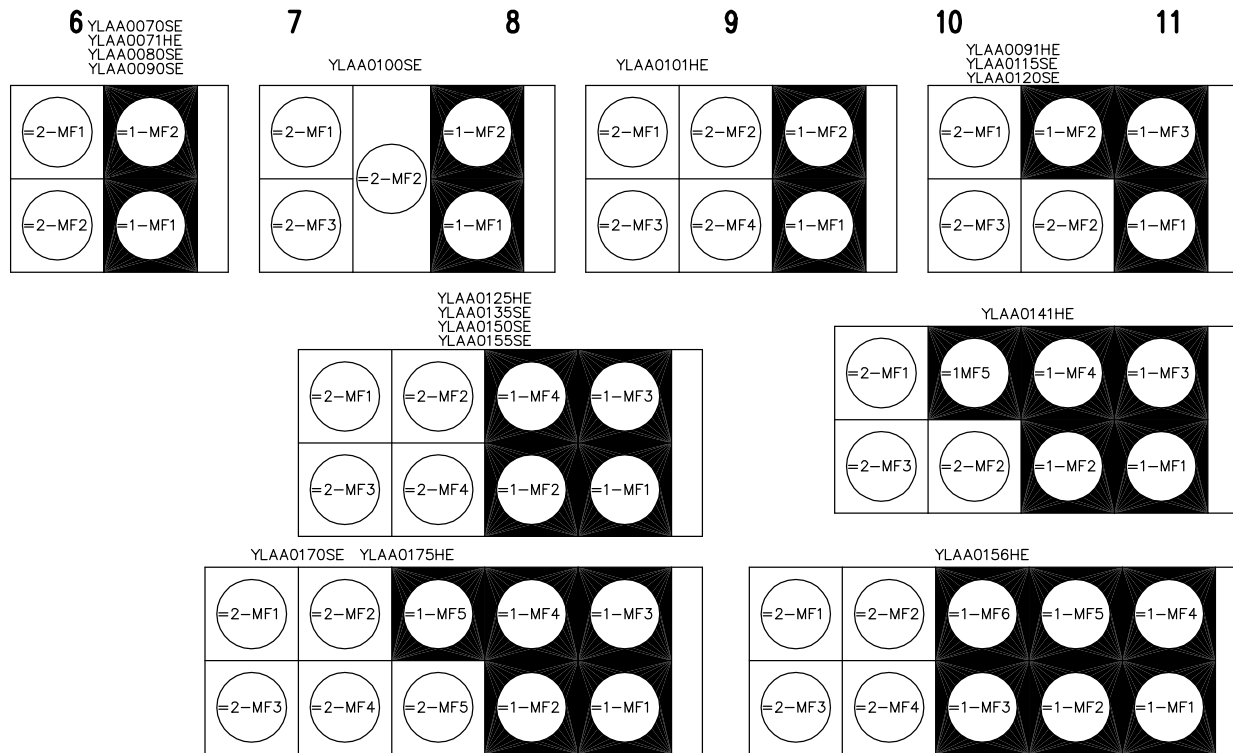 6 7 8 9 10 11
YLAA0070SE
YLAA0071HE
YLAA0080SE
YLAA0090SE
=2-MF1 =1-MF2
=2-MF2 =1-MF1
YLAA0100SE
=2-MF1 =1-MF2
=2-MF2
=2-MF3 =1-MF1
YLAA0101HE
=2-MF1 =2-MF2 =1-MF2
=2-MF3 =2-MF4 =1-MF1
YLAA0091HE
YLAA0115SE
YLAA0120SE
=2-MF1 =1-MF2 =1-MF3
=2-MF3 =2-MF2 =1-MF1
YLAA0125HE
YLAA0135SE
YLAA0150SE
YLAA0155SE
=2-MF1 =2-MF2 =1-MF4 =1-MF3
=2-MF3 =2-MF4 =1-MF2 =1-MF1
YLAA0141HE
=2-MF1 =1MF5 =1-MF4 =1-MF3
=2-MF3 =2-MF2 =1-MF2 =1-MF1
YLAA0170SE YLAA0175HE
=2-MF1 =2-MF2 =1-MF5 =1-MF4 =1-MF3
=2-MF3 =2-MF4 =2-MF5 =1-MF2 =1-MF1
YLAA0156HE
=2-MF1 =2-MF2 =1-MF6 =1-MF5 =1-MF4
=2-MF3 =2-MF4 =1-MF3 =1-MF2 =1-MF1